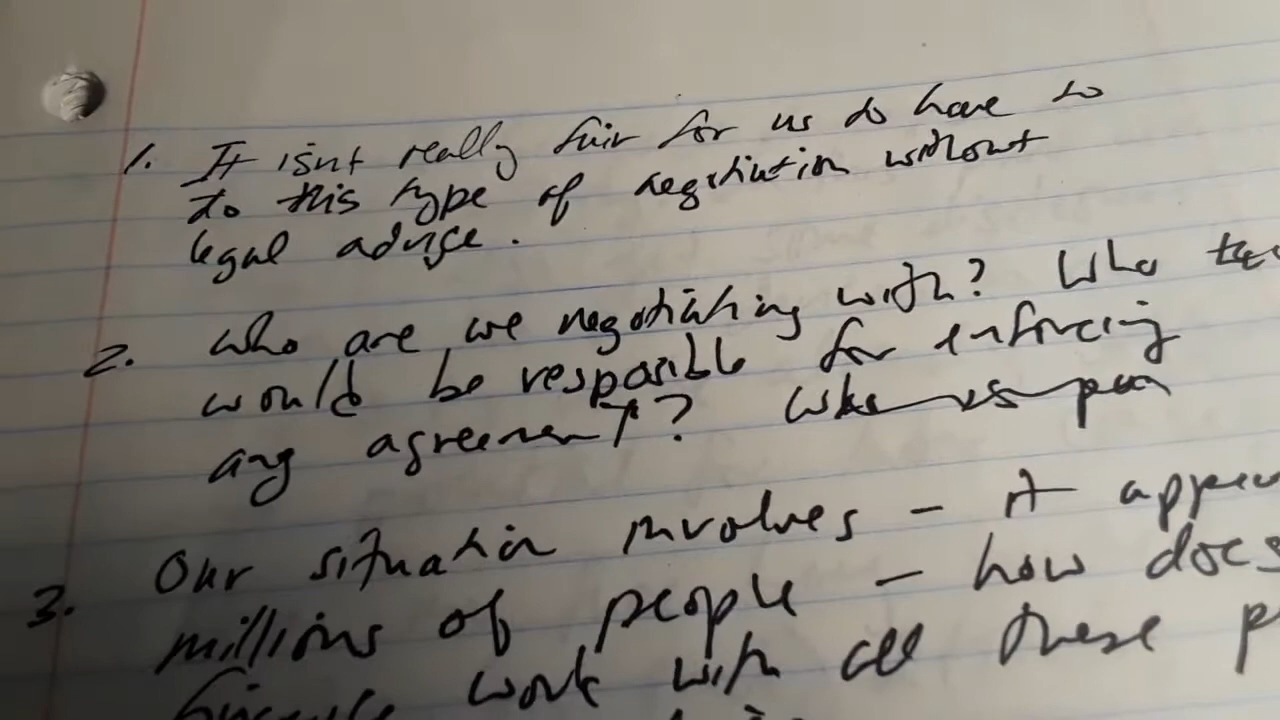 1. It isnt really fair for us to have to
to this type of negotiation without
legal advise.
2. Who are we negotiating with? Who
would be responsible for enforcing
any agreement?
3. Our situation involves - it
millions of people - how does
work with all these